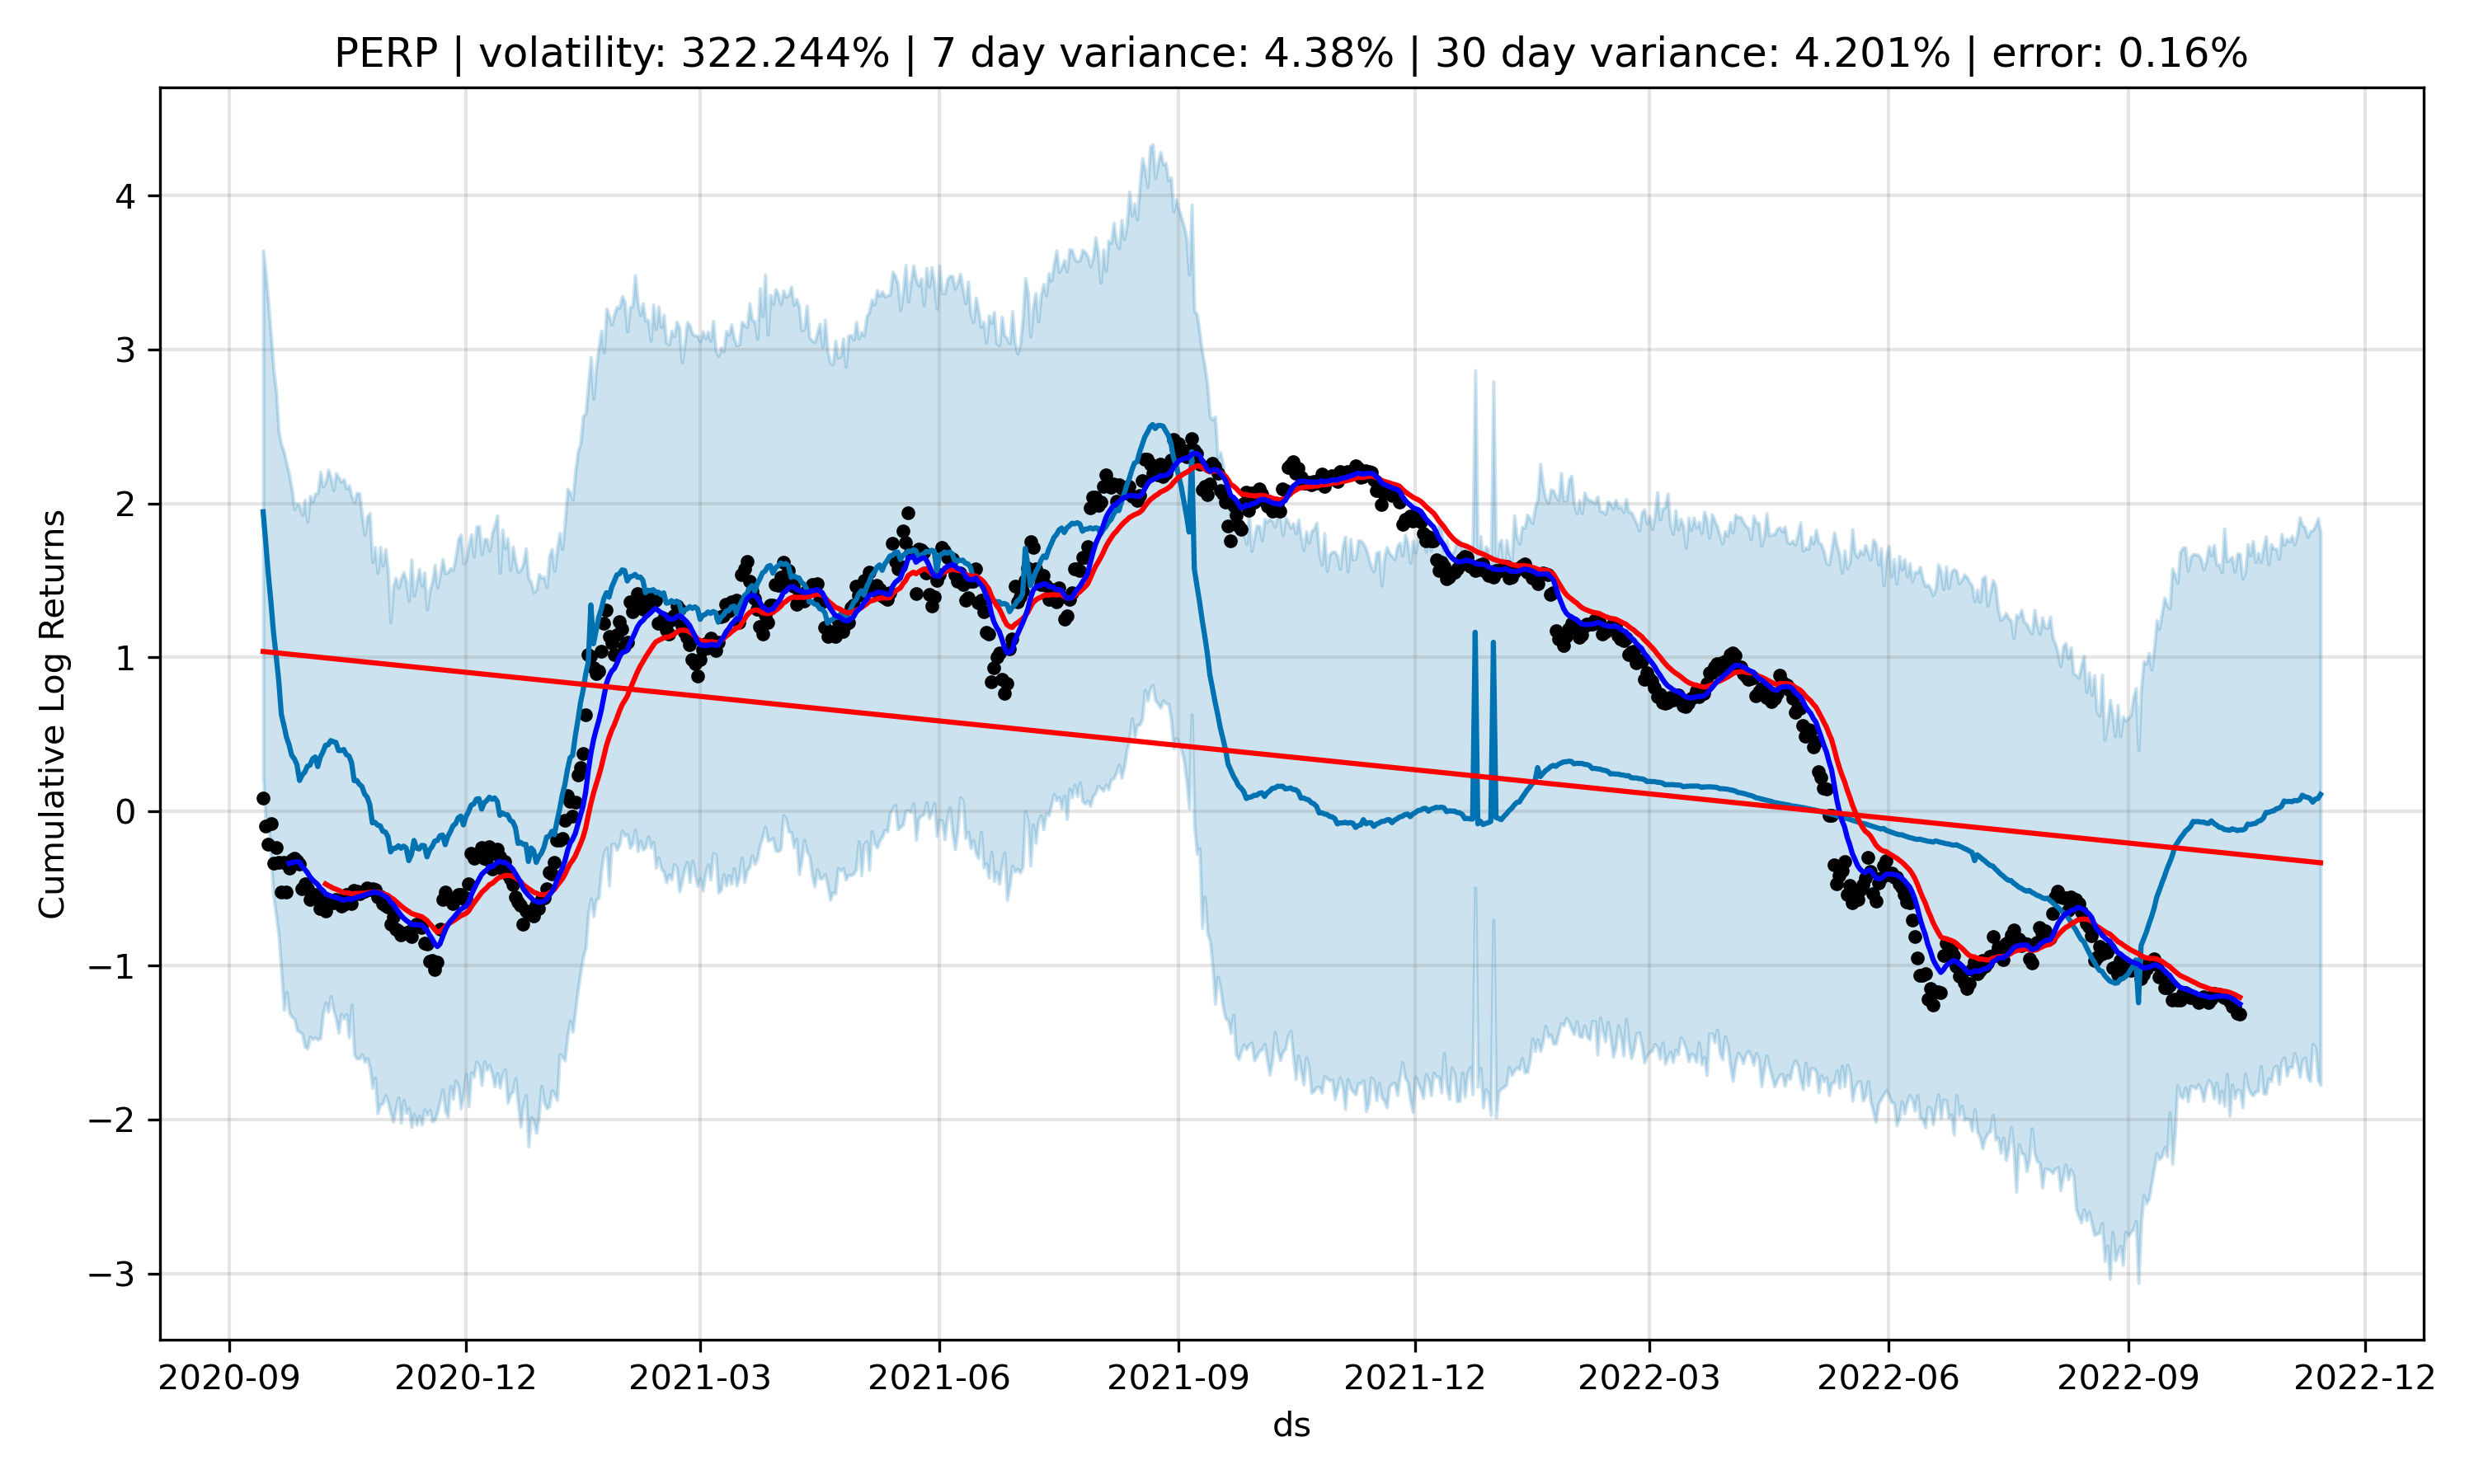 PERP | volatility: 322.244% | 7 day variance: 4.38% | 30 day variance: 4.201% | error: 0.16%
Cumulative Log Returns
4
3
2
1
0
−1
−2
−3
2020-09 2020-12 2021-03 2021-06 2021-09 2021-12 2022-03 2022-06 2022-09 2022-12
ds